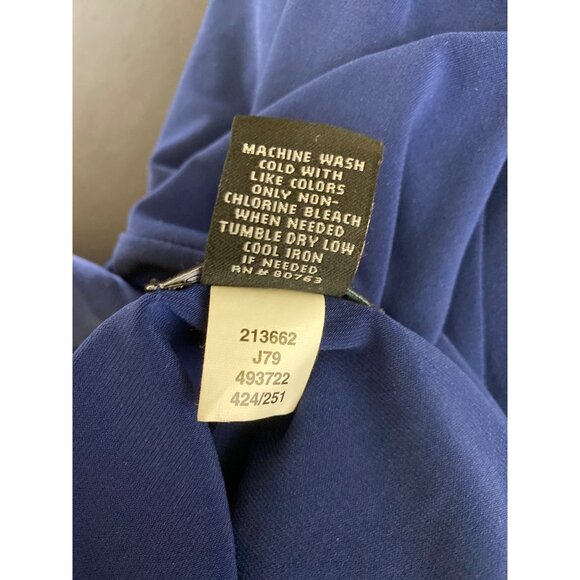 MACHINE WASH
COLD WITH
LIKE COLORS
ONLY NON-
CHLORINE BLEACH
WHEN NEEDED
TUMBLE DRY LOW
COOL IRON
IF NEEDED
RN# 80763
213662
J79
493722
424/251